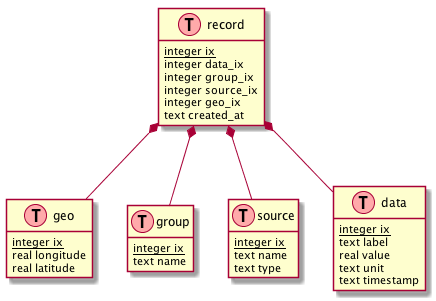 T record
integer ix
integer data_ix
integer group_ix
integer source_ix
integer geo_ix
text created_at
T geo
integer ix
real longitude
real latitude
T group
integer ix
text name
T source
integer ix
text name
text type
T data
integer ix
text label
real value
text unit
text timestamp